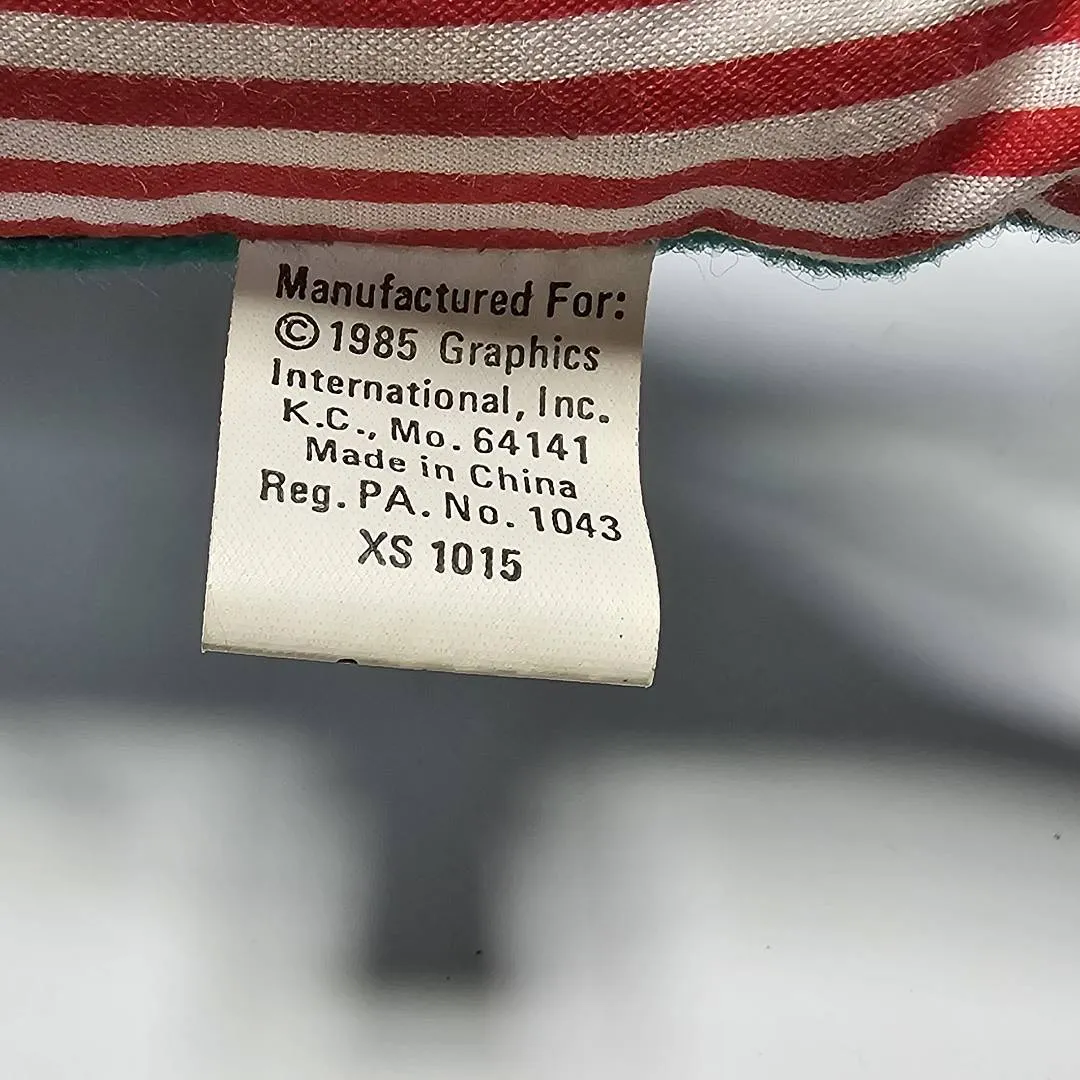 Manufactured For:
©1985 Graphics
International, Inc.
K.C., Mo. 64141
Made in China
Reg. PA. No. 1043
XS 1015